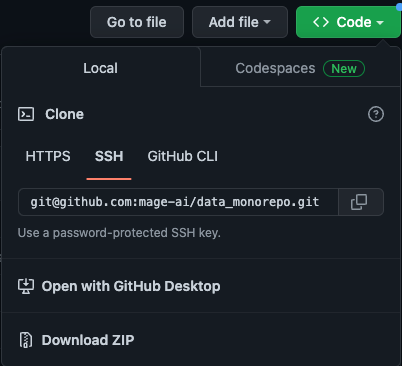 Go to file
Add file
<> Code
Local
Codespaces New
Clone
HTTPS SSH GitHub CLI
git@github.com:mage-ai/data_monorepo.git
Use a password-protected SSH key.
Open with GitHub Desktop
Download ZIP